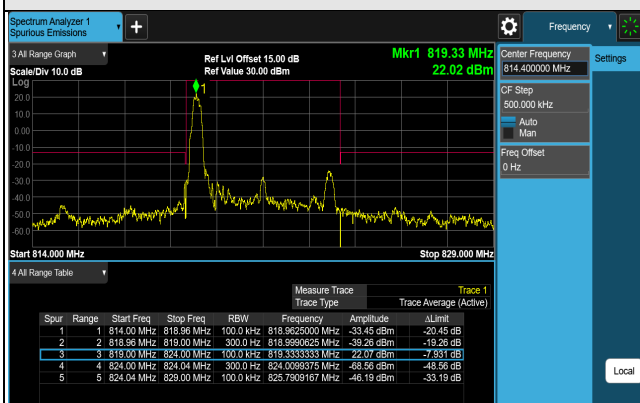 Spectrum Analyzer 1
Spurious Emissions
+
Frequency
3 All Range Graph
Ref Lvl Offset 15.00 dB
Mkr1 819.33 MHz
Scale/Div 10.0 dB
Ref Value 30.00 dBm
22.02 dBm
Log
1
20.0
10.0
0.00
-10.0
-20.0
-30.0
-40.0
-50.0
-60.0
Start 814.000 MHz
Stop 829.000 MHz
4 All Range Table
Measure Trace Trace 1
Trace Type Trace Average (Active)
Spur Range Start Freq Stop Freq RBW Frequency Amplitude ΔLimit
1 1 814.00 MHz 818.96 MHz 100.0 kHz 818.9625000 MHz -33.45 dBm -20.45 dB
2 2 818.96 MHz 819.00 MHz 300.0 Hz 818.9990625 MHz -39.26 dBm -19.26 dB
3 3 819.00 MHz 824.00 MHz 100.0 kHz 819.3333333 MHz 22.07 dBm -7.931 dB
4 4 824.00 MHz 824.04 MHz 300.0 Hz 824.0099375 MHz -68.56 dBm -48.56 dB
5 5 824.04 MHz 829.00 MHz 100.0 kHz 825.7909167 MHz -46.19 dBm -33.19 dB
Center Frequency
814.400000 MHz
Settings
CF Step
500.000 kHz
Auto
Man
Freq Offset
0 Hz
Local